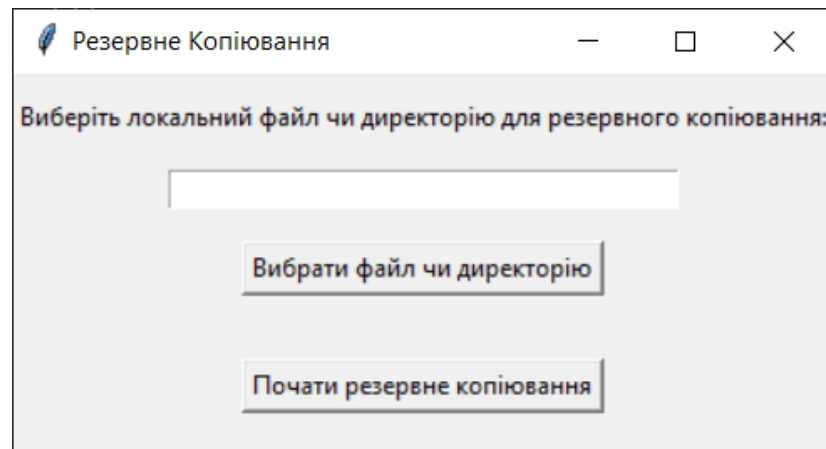 Резервне Копіювання
Виберіть локальний файл чи директорію для резервного копіювання:
Вибрати файл чи директорію
Почати резервне копіювання